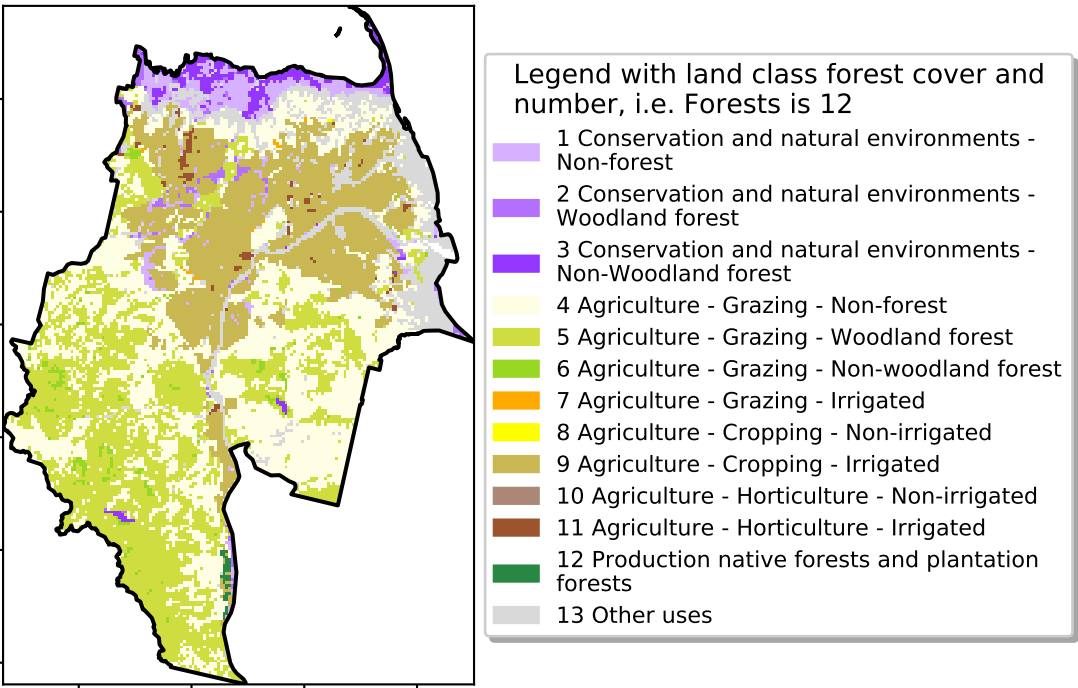 Legend with land class forest cover and
number, i.e. Forests is 12
1 Conservation and natural environments -
Non-forest
2 Conservation and natural environments -
Woodland forest
3 Conservation and natural environments -
Non-Woodland forest
4 Agriculture - Grazing - Non-forest
5 Agriculture - Grazing - Woodland forest
6 Agriculture - Grazing - Non-woodland forest
7 Agriculture - Grazing - Irrigated
8 Agriculture - Cropping - Non-irrigated
9 Agriculture - Cropping - Irrigated
10 Agriculture - Horticulture - Non-irrigated
11 Agriculture - Horticulture - Irrigated
12 Production native forests and plantation
forests
13 Other uses